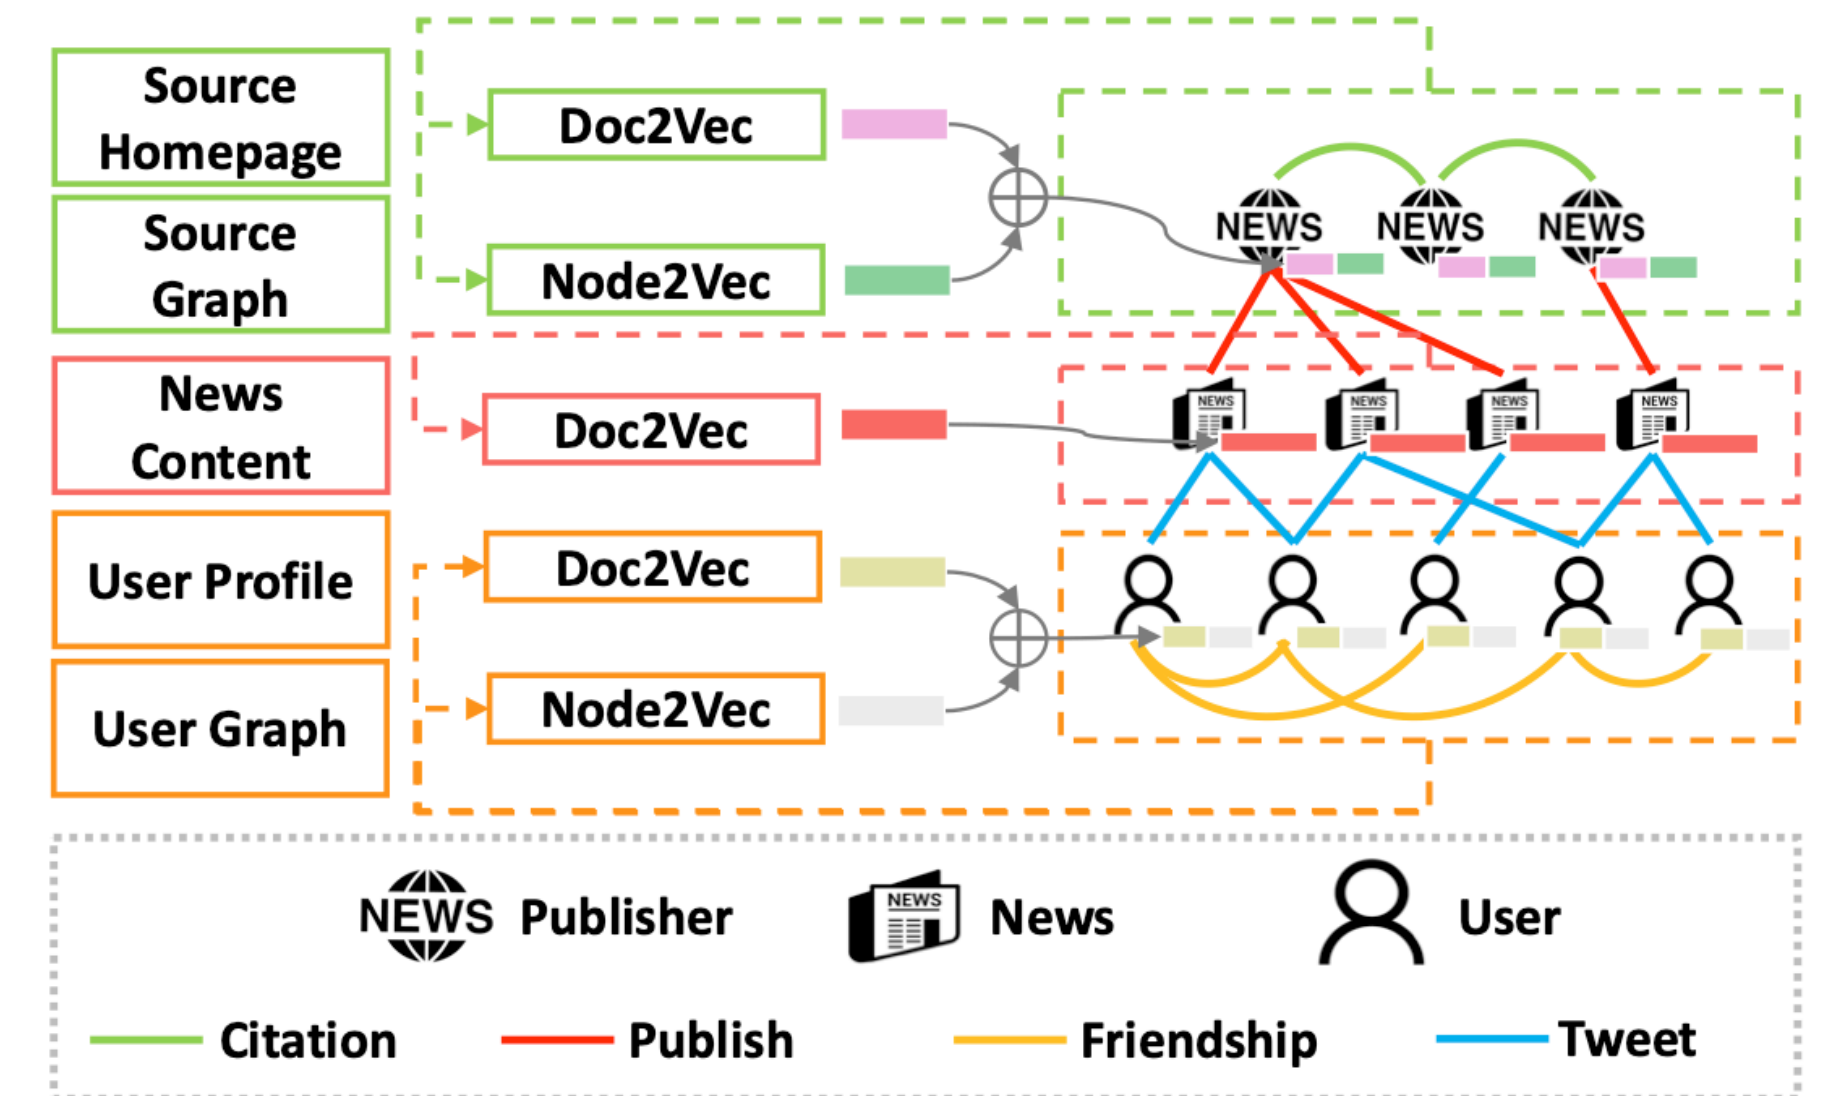 Source
Homepage
Doc2Vec
Source
Graph
Node2Vec
NEWS NEWS NEWS
News
Content
Doc2Vec
NEWS NEWS NEWS NEWS
User Profile
Doc2Vec
User Graph
Node2Vec
NEWS Publisher NEWS News User
Citation Publish Friendship Tweet